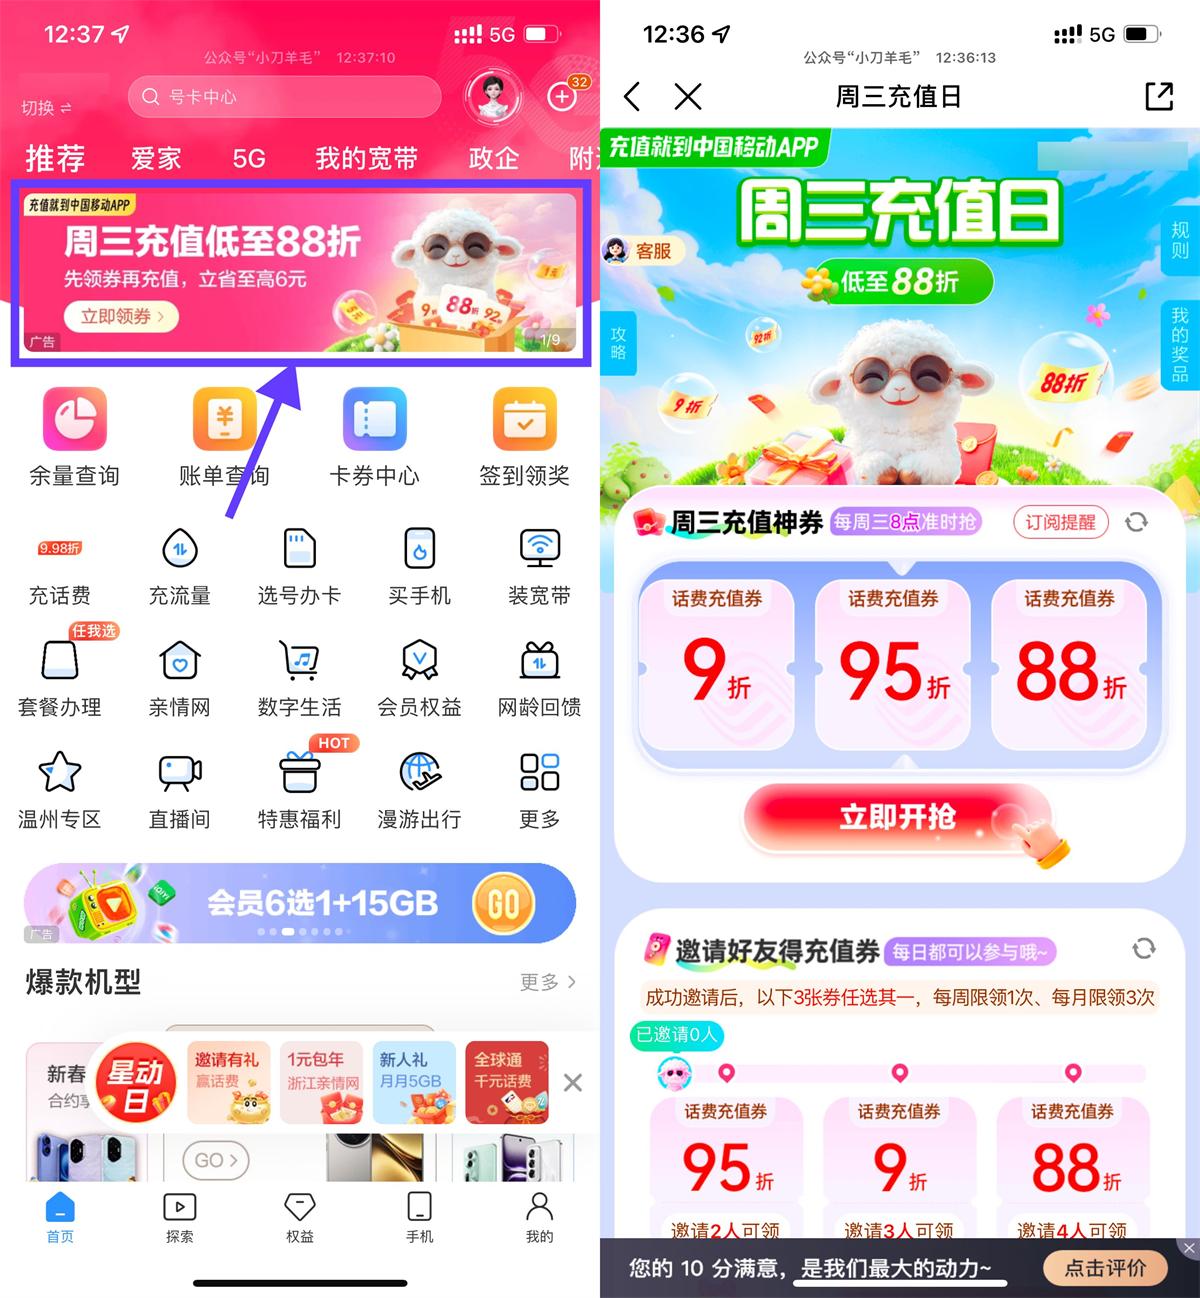 12:37
5G
公众号“小刀羊毛” 12:37:10
切换
号卡中心
32
推荐
爱家
5G
我的宽带
政企
充值就到中国移动APP
周三充值低至88折
先领券再充值，立省至高6元
立即领券 >
5元
9折
88折
92折
1元
广告
1/9
余量查询
账单查询
卡券中心
签到领奖
9.98折
充话费
充流量
选号办卡
买手机
装宽带
任我选
套餐办理
亲情网
数字生活
会员权益
网龄回馈
HOT
温州专区
直播间
特惠福利
漫游出行
更多
iQIYI
会员6选1+15GB
GO
广告
爆款机型
更多 >
新春
合约享
星动日
邀请有礼
赢话费
1元包年
浙江亲情网
新人礼
月月5GB
全球通
千元话费
GO >
首页
探索
权益
手机
我的
12:36
5G
公众号“小刀羊毛” 12:36:13
周三充值日
充值就到中国移动APP
周三充值日
客服
规则
低至88折
攻略
我的奖品
92折
9折
88折
周三充值神券
每周三8点准时抢
订阅提醒
话费充值券
9折
话费充值券
95折
话费充值券
88折
立即开抢
邀请好友得充值券
每日都可以参与哦~
成功邀请后，以下3张券任选其一，每周限领1次、每月限领3次
已邀请0人
话费充值券
95折
邀请2人可领
话费充值券
9折
邀请3人可领
话费充值券
88折
邀请4人可领
您的 10 分满意，是我们最大的动力~
点击评价